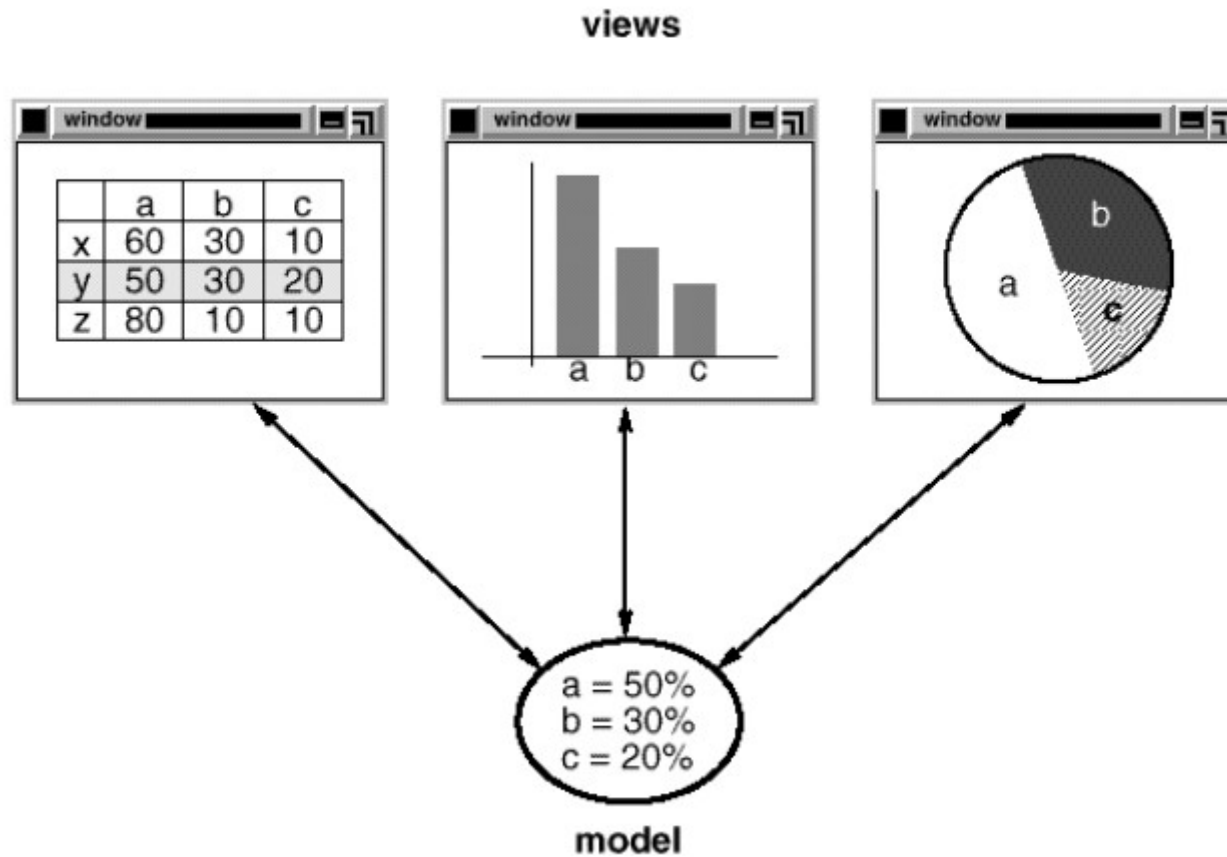 views
window
window
window
a b c
x 60 30 10
y 50 30 20
z 80 10 10
a b c
b
a
c
a = 50%
b = 30%
c = 20%
model